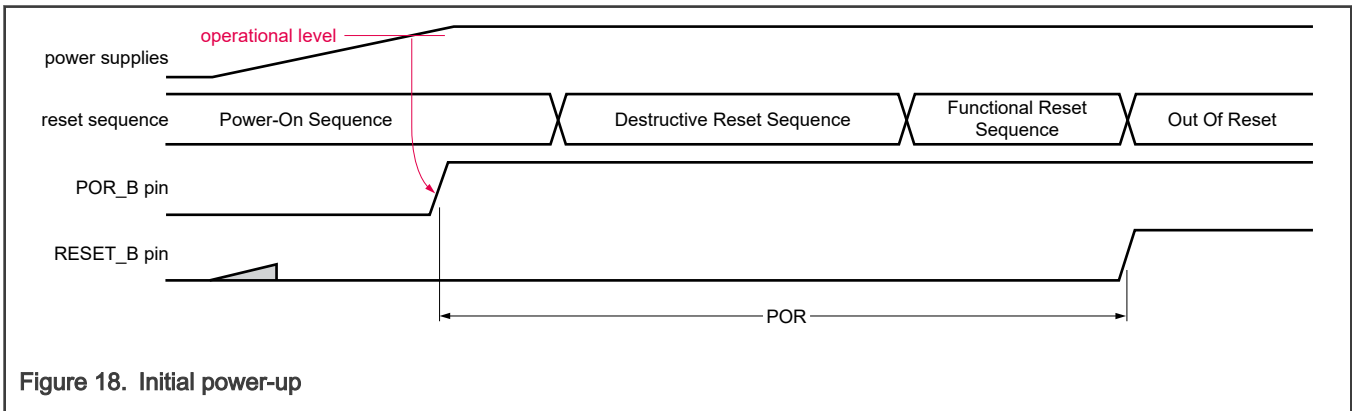 operational level
power supplies
reset sequence
Power-On Sequence
Destructive Reset Sequence
Functional Reset
Sequence
Out Of Reset
POR_B pin
RESET_B pin
POR
Figure 18. Initial power-up